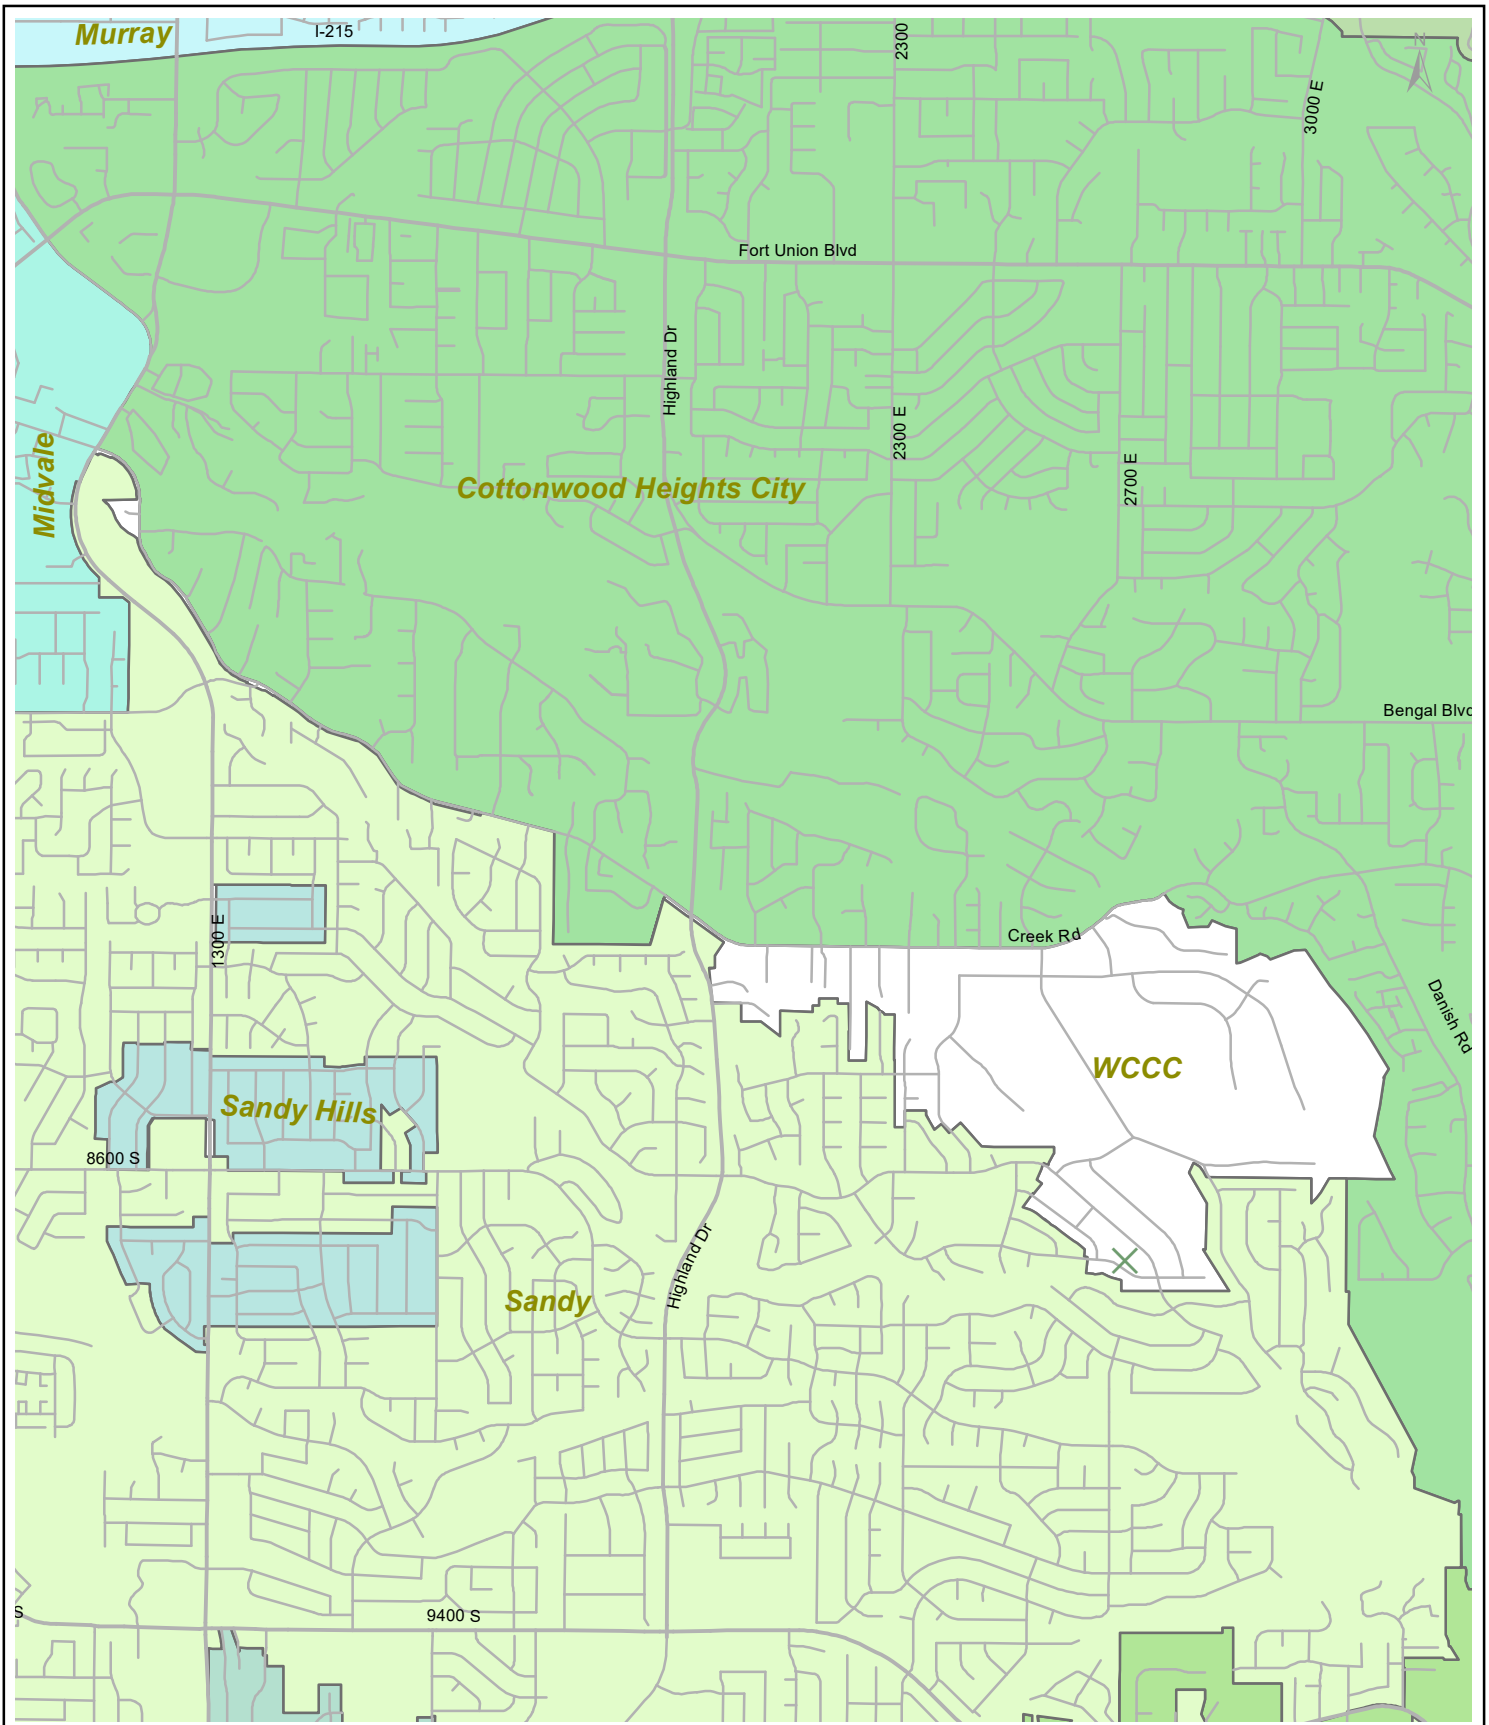 Murray
I-215
2300
N
3000 E
Fort Union Blvd
Highland Dr
2300 E
Midvale
2700 E
Cottonwood Heights City
Bengal Blvd
1300 E
Creek Rd
Danish Rd
WCCC
Sandy Hills
8600 S
Highland Dr
Sandy
S
9400 S